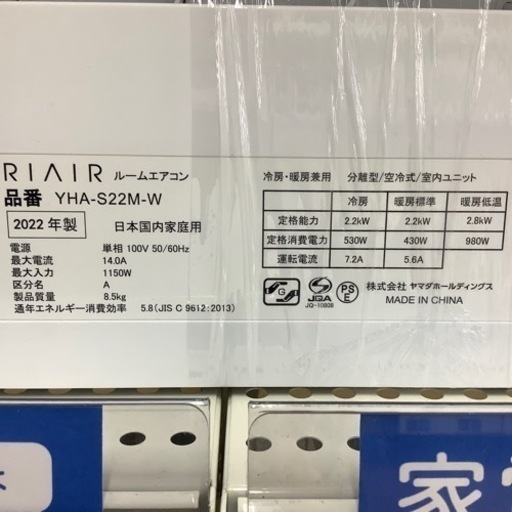 RIAIR ルームエアコン
品番 YHA-S22M-W
2022年製 日本国内家庭用
電源 単相 100V 50/60Hz
最大電流 14.0A
最大入力 1150W
区分名 A
製品質量 8.5kg
通年エネルギー消費効率 5.8(JIS C 9612:2013)
冷房・暖房兼用 分離型/空冷式/室内ユニット
冷房 暖房標準 暖房低温
定格能力 2.2kW 2.2kW 2.8kW
定格消費電力 530W 430W 980W
運転電流 7.2A 5.6A
G
JQA
JQ-10808
PS
E
株式会社 ヤマダホールディングス
MADE IN CHINA
家